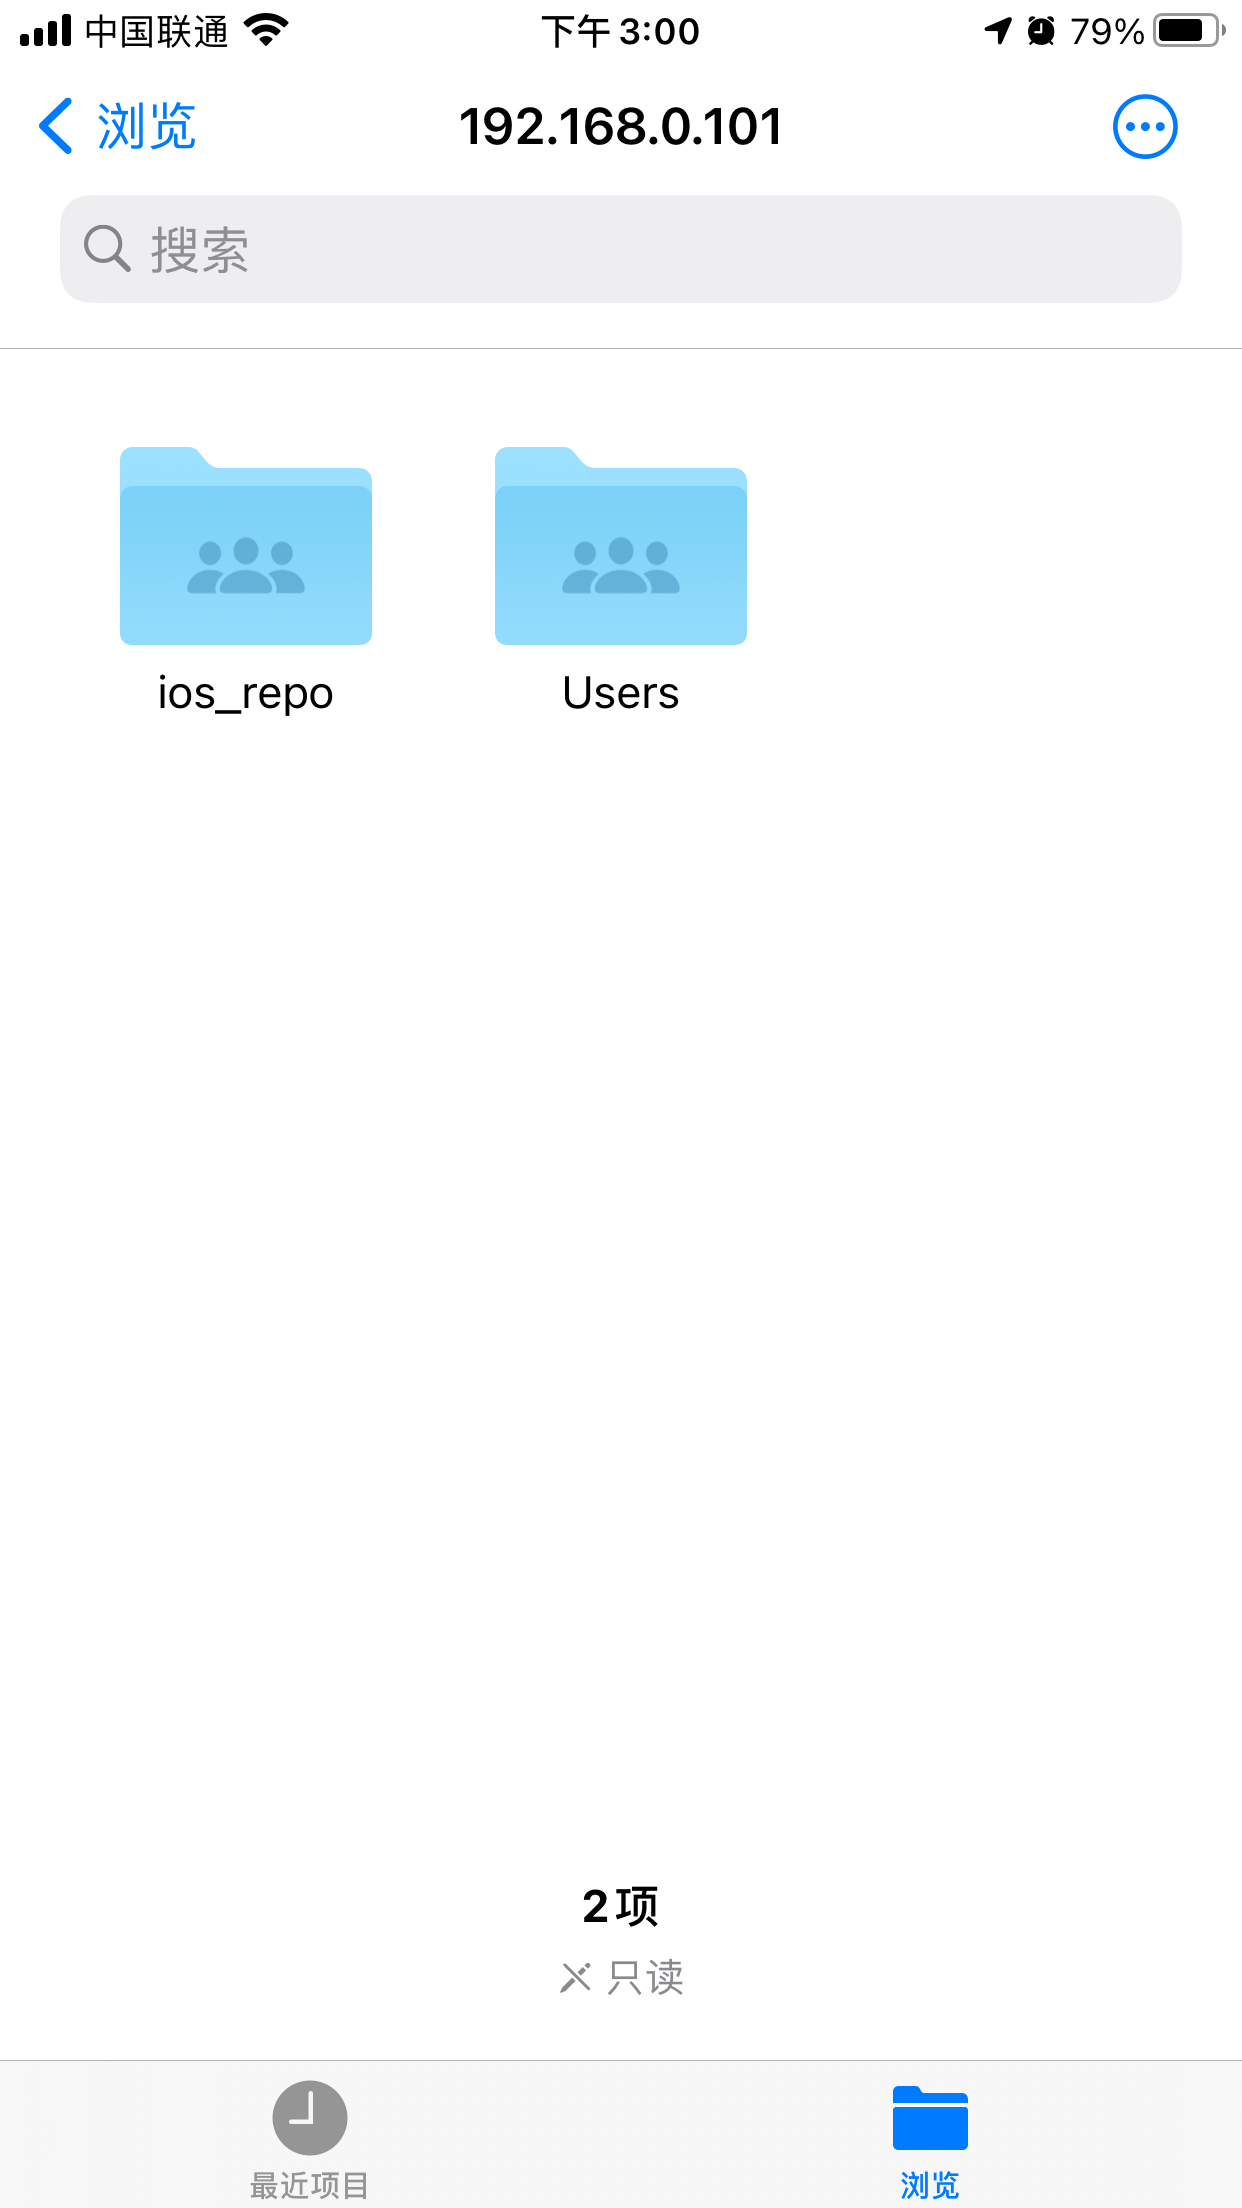 中国联通 下午 3:00 79%
浏览 192.168.0.101
搜索
ios_repo Users
2 项
只读
最近项目 浏览